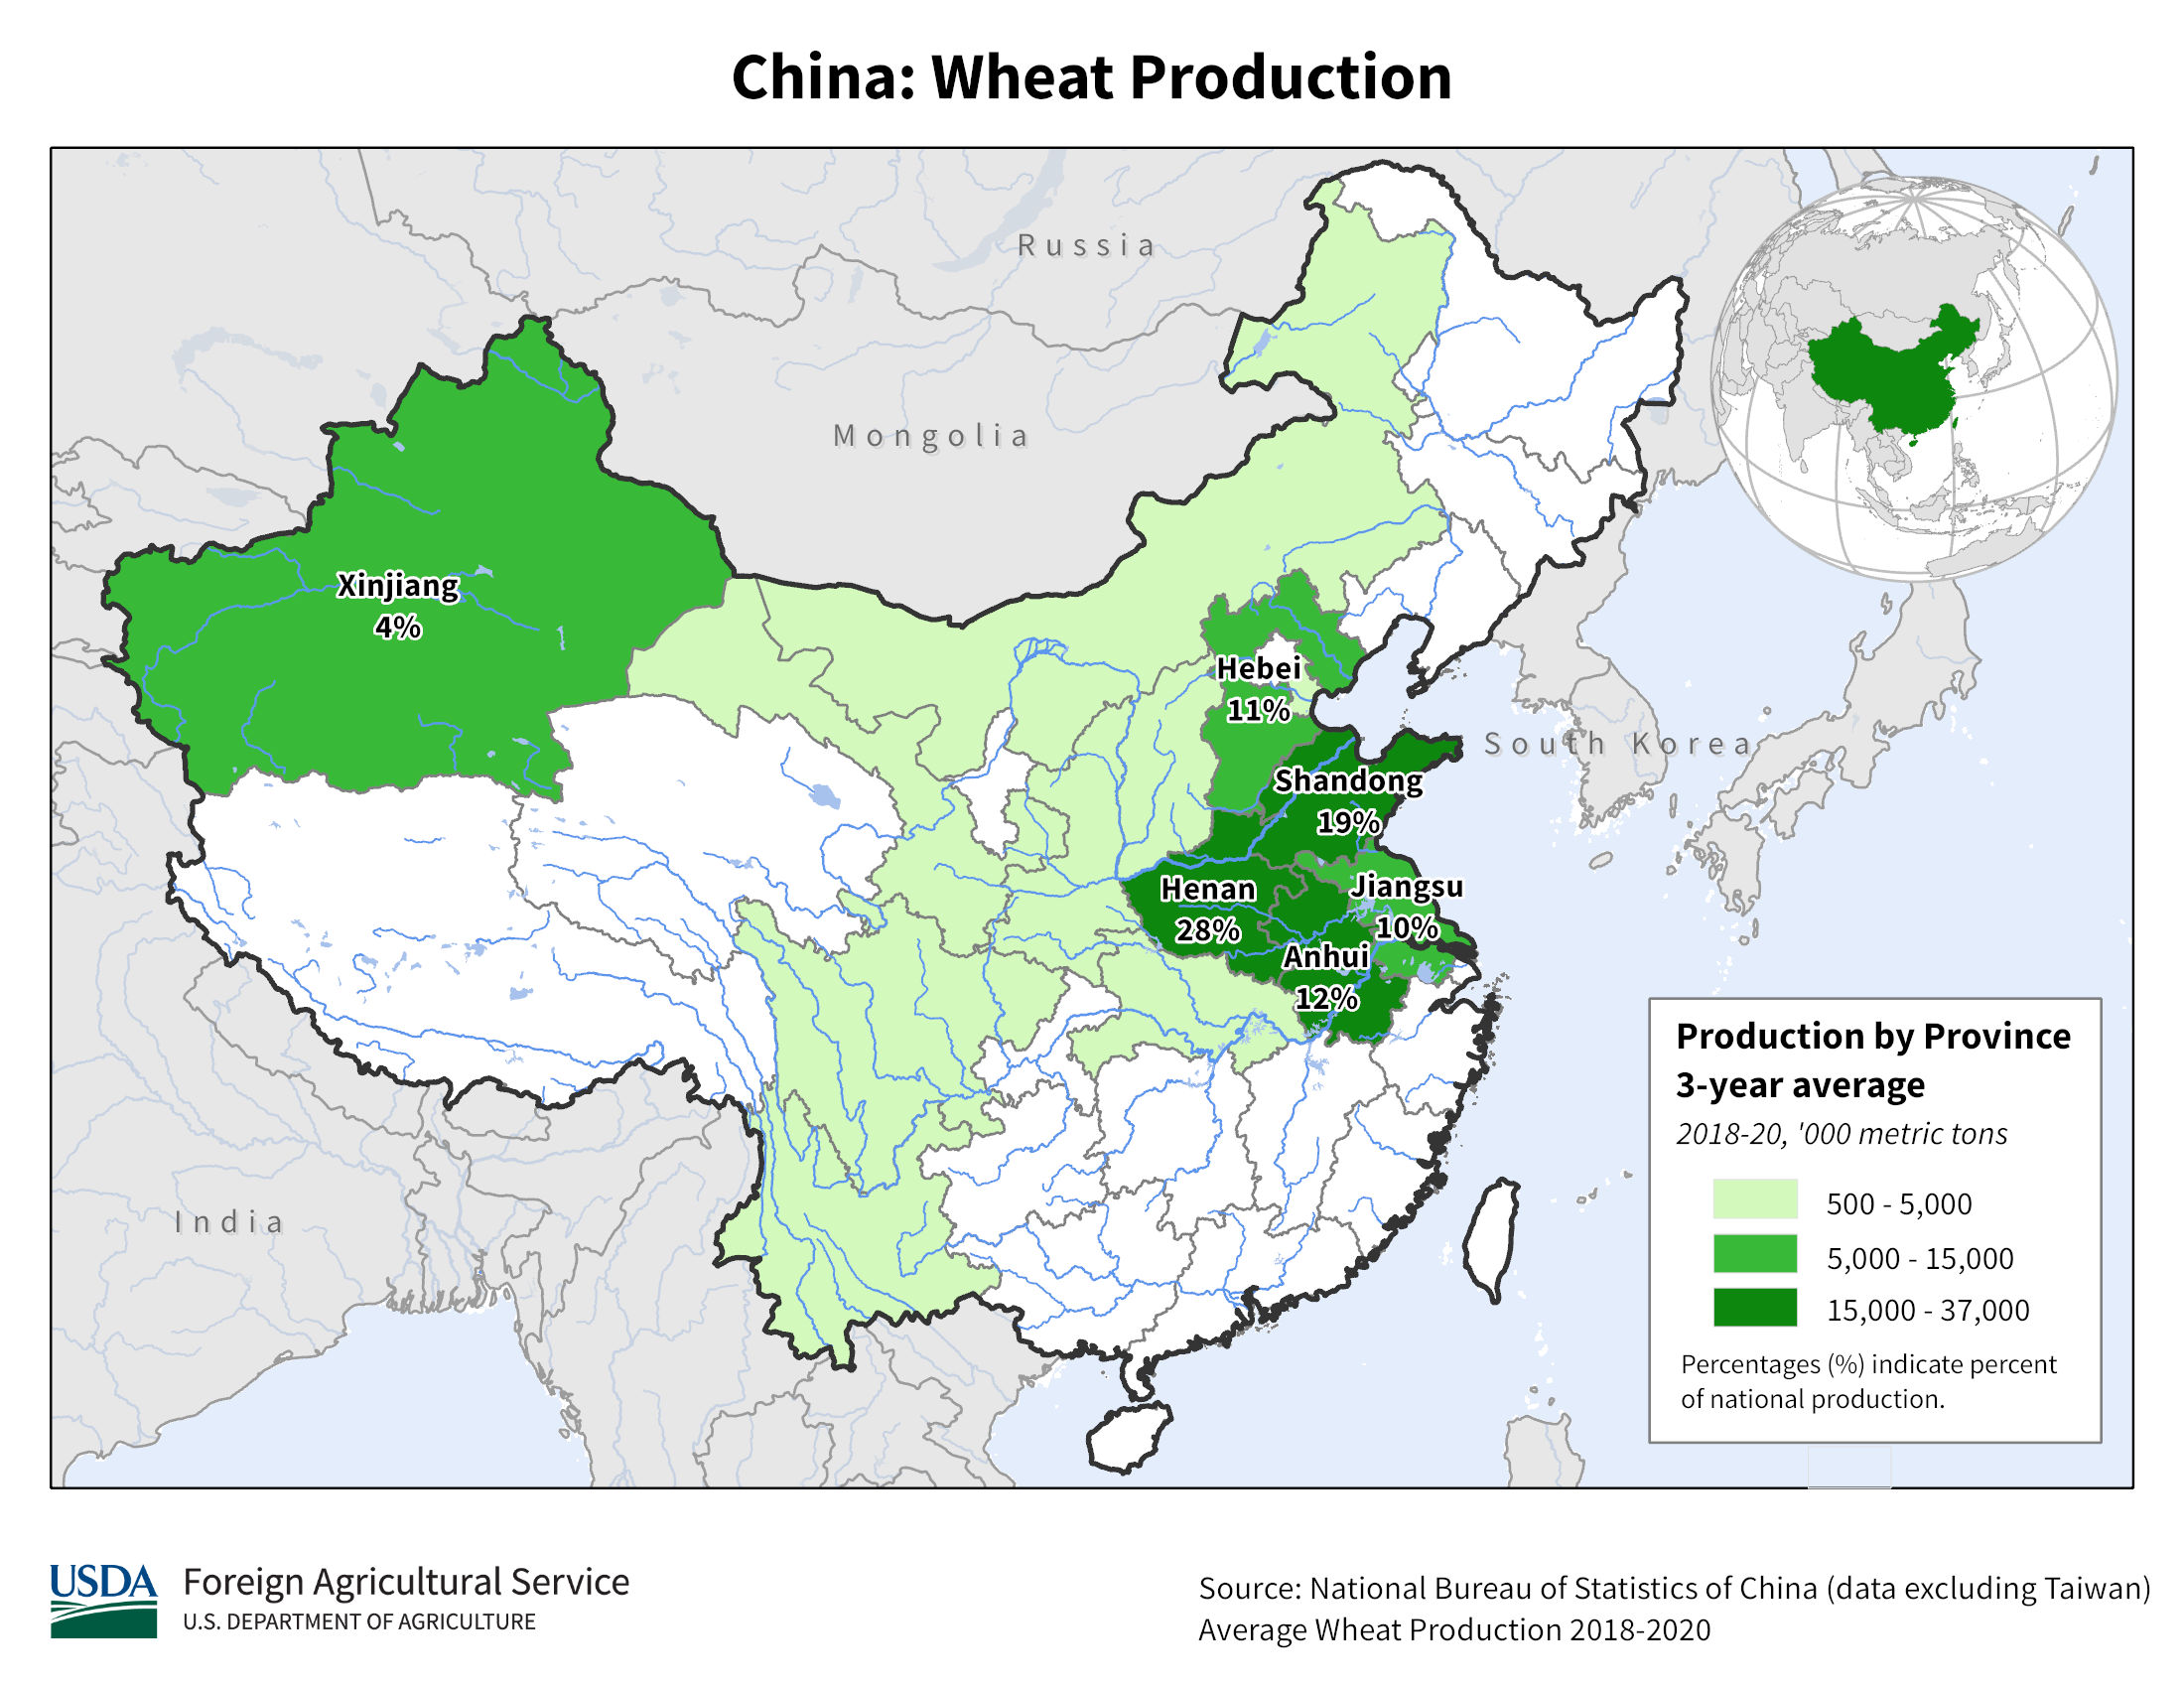 China: Wheat Production
Russia
Mongolia
Xinjiang
4%
Hebei
11%
South Korea
Shandong
19%
Henan
28%
Jiangsu
10%
Anhui
12%
India
Production by Province
3-year average
2018-20, '000 metric tons
500 - 5,000
5,000 - 15,000
15,000 - 37,000
Percentages (%) indicate percent
of national production.
USDA
Foreign Agricultural Service
U.S. DEPARTMENT OF AGRICULTURE
Source: National Bureau of Statistics of China (data excluding Taiwan)
Average Wheat Production 2018-2020